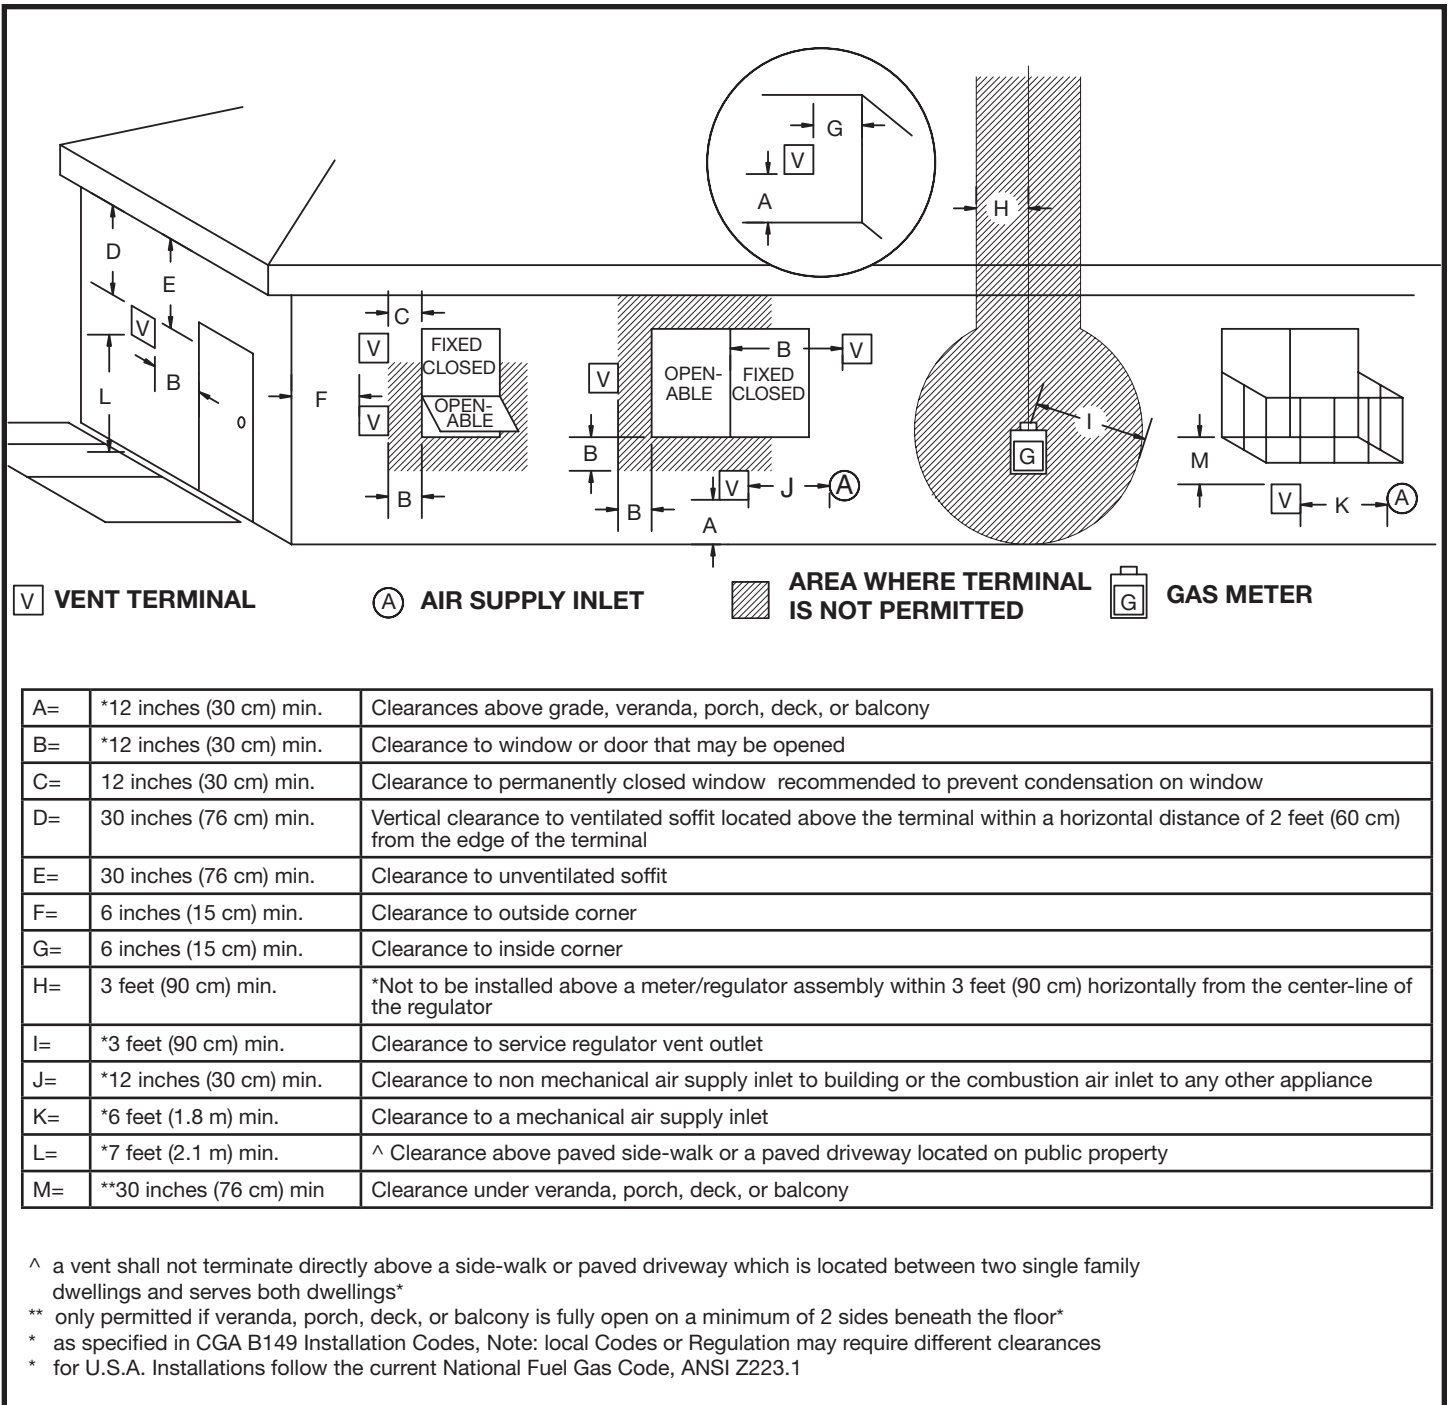 G
V
A
H
D
E
C
V
V
FIXED
CLOSED
B
V
B
L
F
V
OPEN-
ABLE
V
OPEN-
ABLE
FIXED
CLOSED
I
G
B
B
B
V
J
A
A
M
V
K
A
V VENT TERMINAL
A AIR SUPPLY INLET
AREA WHERE TERMINAL
IS NOT PERMITTED
G GAS METER
A= *12 inches (30 cm) min. Clearances above grade, veranda, porch, deck, or balcony
B= *12 inches (30 cm) min. Clearance to window or door that may be opened
C= 12 inches (30 cm) min. Clearance to permanently closed window recommended to prevent condensation on window
D= 30 inches (76 cm) min. Vertical clearance to ventilated soffit located above the terminal within a horizontal distance of 2 feet (60 cm)
from the edge of the terminal
E= 30 inches (76 cm) min. Clearance to unventilated soffit
F= 6 inches (15 cm) min. Clearance to outside corner
G= 6 inches (15 cm) min. Clearance to inside corner
H= 3 feet (90 cm) min. *Not to be installed above a meter/regulator assembly within 3 feet (90 cm) horizontally from the center-line of
the regulator
I= *3 feet (90 cm) min. Clearance to service regulator vent outlet
J= *12 inches (30 cm) min. Clearance to non mechanical air supply inlet to building or the combustion air inlet to any other appliance
K= *6 feet (1.8 m) min. Clearance to a mechanical air supply inlet
L= *7 feet (2.1 m) min. ^ Clearance above paved side-walk or a paved driveway located on public property
M= **30 inches (76 cm) min Clearance under veranda, porch, deck, or balcony
^ a vent shall not terminate directly above a side-walk or paved driveway which is located between two single family
dwellings and serves both dwellings*
** only permitted if veranda, porch, deck, or balcony is fully open on a minimum of 2 sides beneath the floor*
* as specified in CGA B149 Installation Codes, Note: local Codes or Regulation may require different clearances
* for U.S.A. Installations follow the current National Fuel Gas Code, ANSI Z223.1